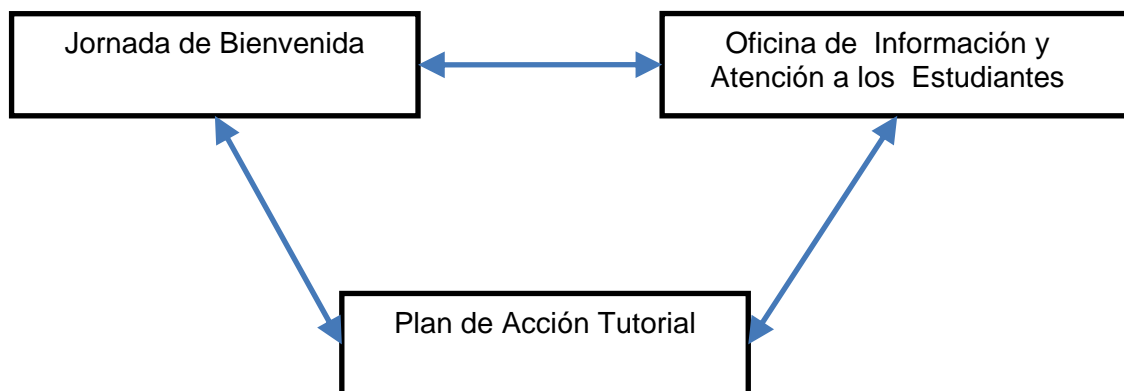 Jornada de Bienvenida
Oficina de Información y
Atención a los Estudiantes
Plan de Acción Tutorial